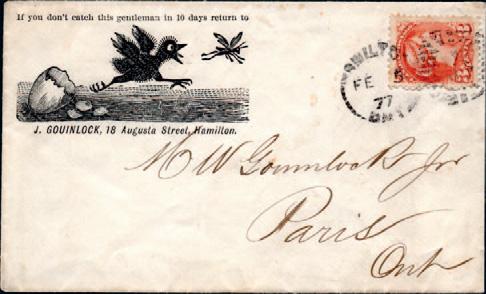 If you don't catch this gentleman in 10 days return to
J. GOUINLOCK, 18 Augusta Street, Hamilton.
FE
77
ONT
M W Gouinlock Jr
Paris
Ont